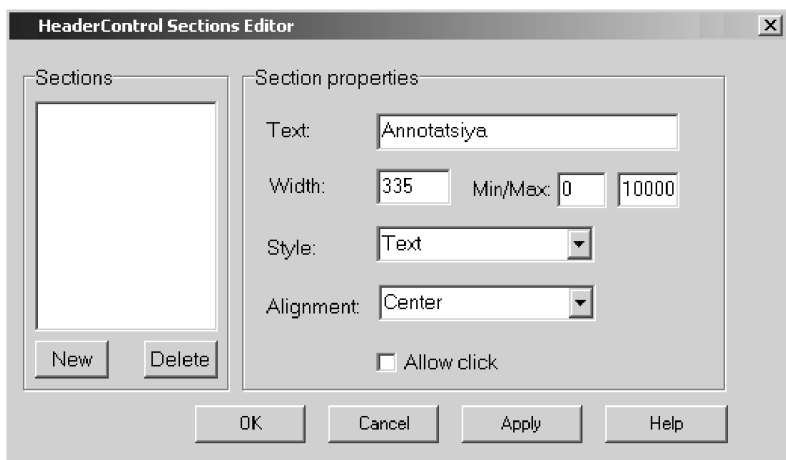 HeaderControl Sections Editor
Sections
New
Delete
Section properties
Text: Annotatsiya
Width: 335 Min/Max: 0 10000
Style: Text
Alignment: Center
Allow click
OK Cancel Apply Help